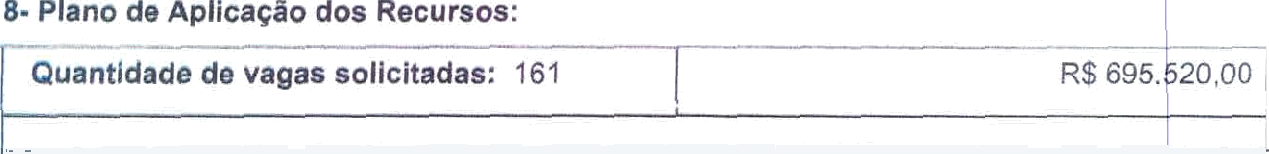 8- Plano de Aplicação dos Recursos:
Quantidade de vagas solicitadas: 161 R$ 695.520,00